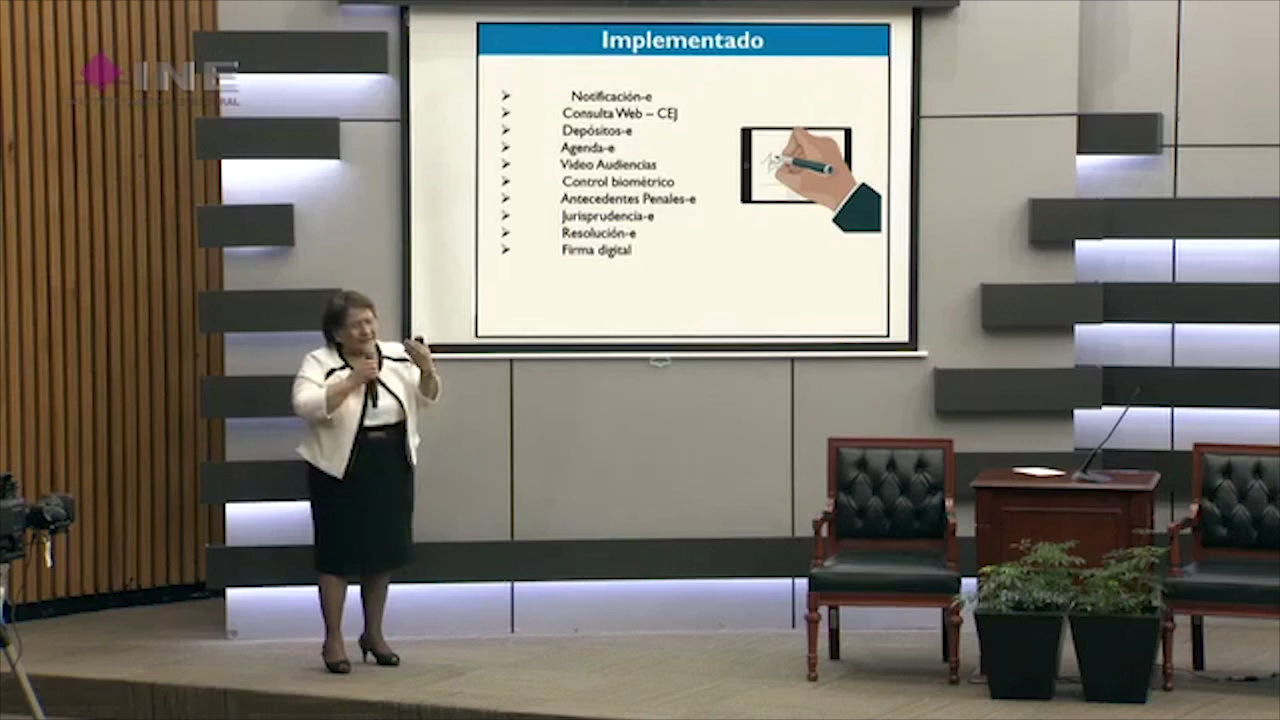 INE
Implementado
Notificación-e
Consulta Web – CEJ
Depósitos-e
Agenda-e
Video Audiencias
Control biométrico
Antecedentes Penales-e
Jurisprudencia-e
Resolución-e
Firma digital